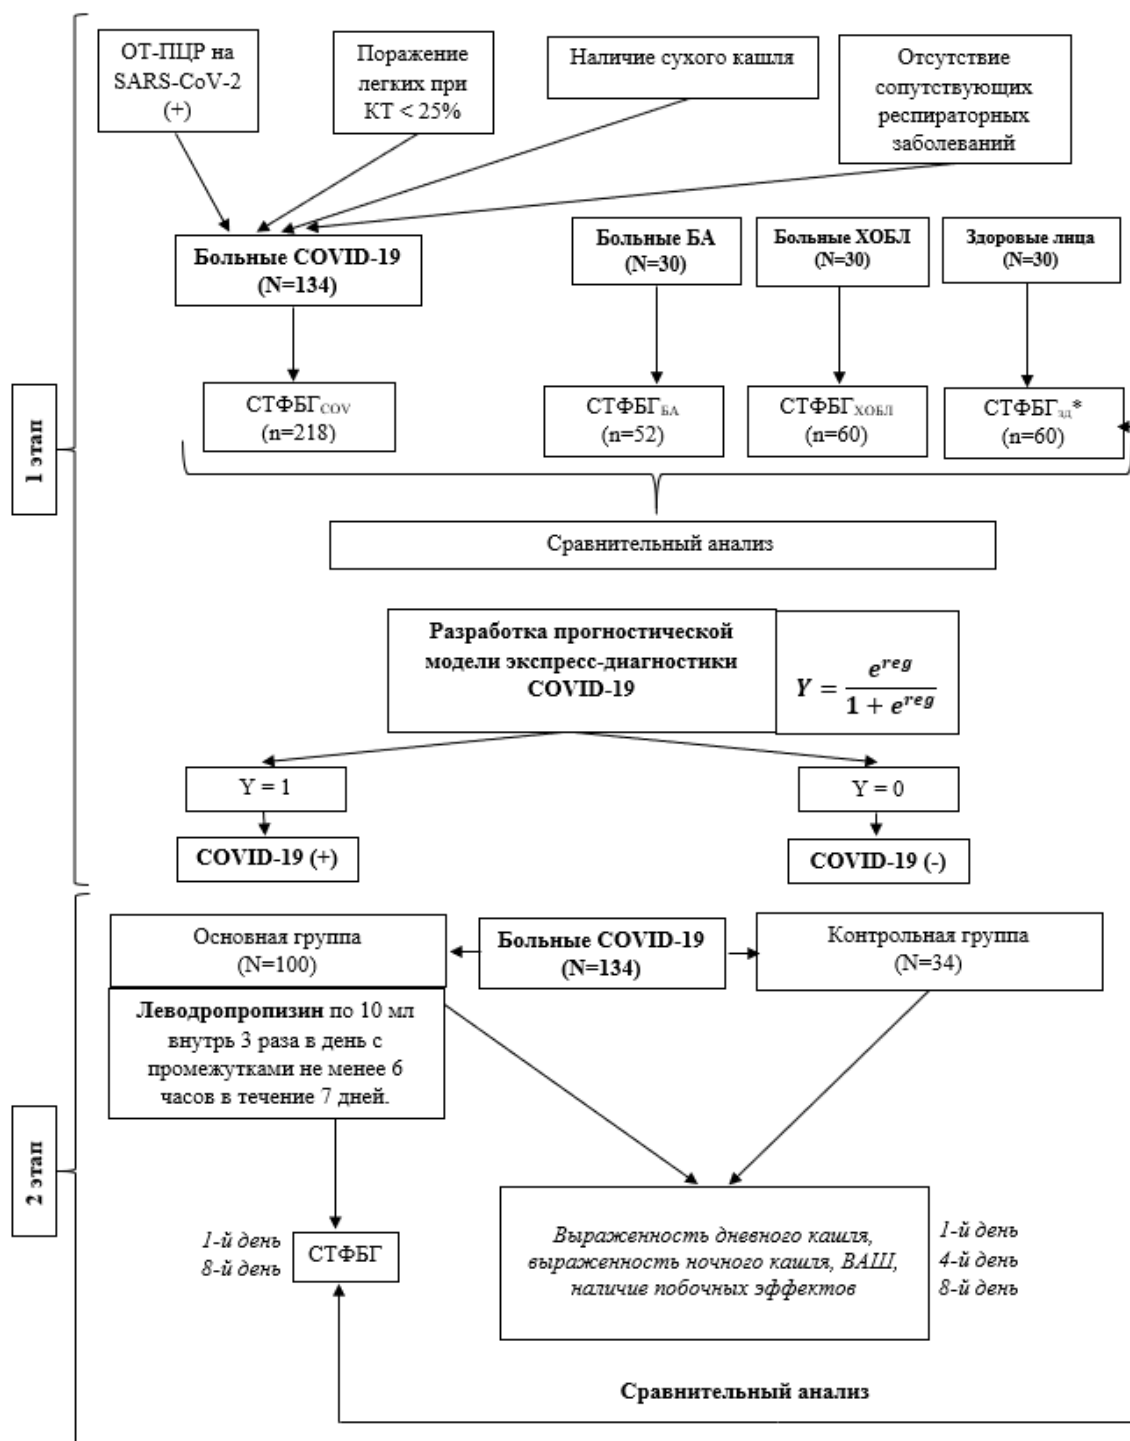 ОТ-ПЦР на
SARS-CoV-2
(+)
Поражение
легких при
КТ < 25%
Наличие сухого кашля
Отсутствие
сопутствующих
респираторных
заболеваний
Больные COVID-19
(N=134)
Больные БА
(N=30)
Больные ХОБЛ
(N=30)
Здоровые лица
(N=30)
1 этап
СТФБГCOV
(n=218)
СТФБГБА
(n=52)
СТФБГХОБЛ
(n=60)
СТФБГзд*
(n=60)
Сравнительный анализ
Разработка прогностической
модели экспресс-диагностики
COVID-19
Y = e^reg / (1 + e^reg)
Y = 1
Y = 0
COVID-19 (+)
COVID-19 (-)
2 этап
Основная группа
(N=100)
Больные COVID-19
(N=134)
Контрольная группа
(N=34)
Леводропропизин по 10 мл
внутрь 3 раза в день с
промежутками не менее 6
часов в течение 7 дней.
1-й день
8-й день
СТФБГ
Выраженность дневного кашля,
выраженность ночного кашля, ВАШ,
наличие побочных эффектов
1-й день
4-й день
8-й день
Сравнительный анализ